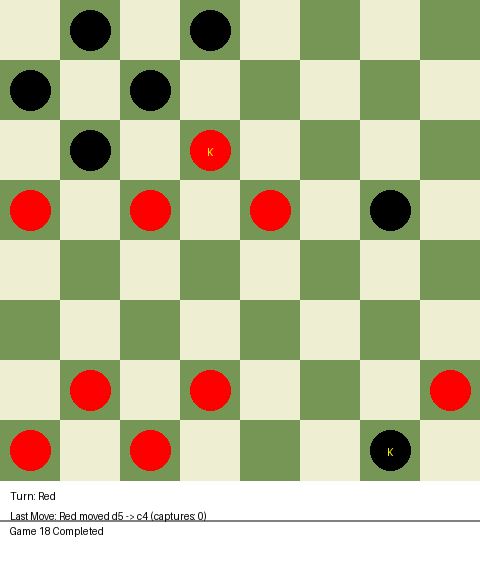 K
K
Turn: Red
Last Move: Red moved d5 -> c4 (captures: 0)
Game 18 Completed